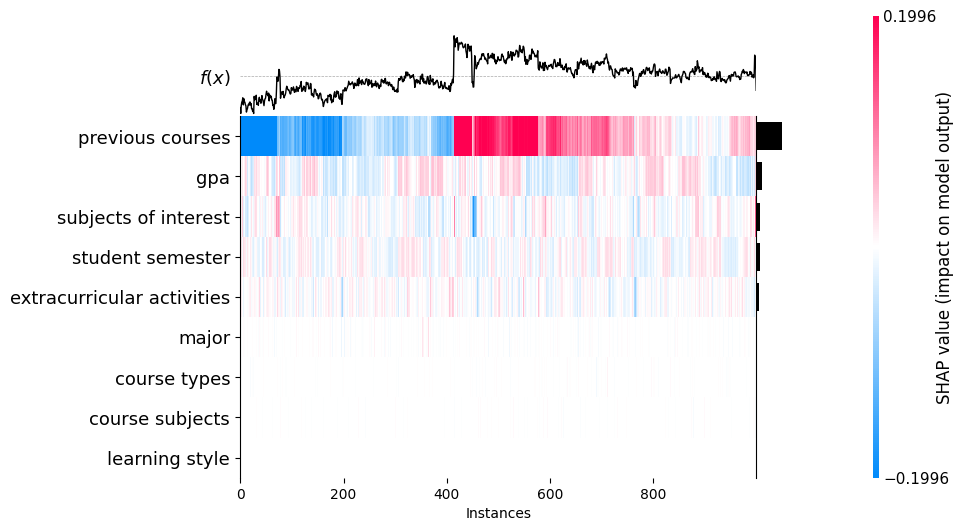 0.1996
f(x)
previous courses
gpa
subjects of interest
student semester
extracurricular activities
major
course types
course subjects
learning style
SHAP value (impact on model output)
−0.1996
0 200 400 600 800
Instances